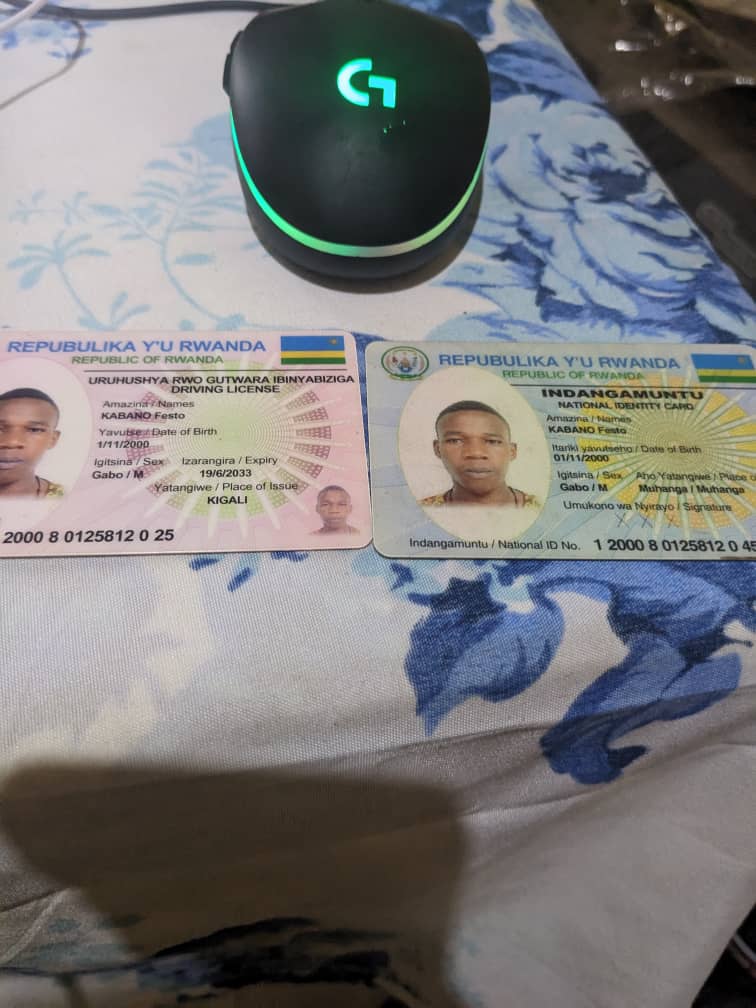 G
REPUBULIKA Y'U RWANDA
REPUBLIC OF RWANDA
URUHUSHYA RWO GUTWARA IBINYABIZIGA
DRIVING LICENSE
Amazina / Names
KABANO Festo
Yavutse / Date of Birth
1/11/2000
Igitsina / Sex Izarangira / Expiry
Gabo / M 19/6/2033
Yatangiwe / Place of Issue
KIGALI
2000 8 0125812 0 25
REPUBULIKA Y'U RWANDA
REPUBLIC OF RWANDA
INDANGAMUNTU
NATIONAL IDENTITY CARD
Amazina / Names
KABANO Festo
Itariki yavutseho / Date of Birth
01/11/2000
Igitsina / Sex Aho Yatangiwe / Place o
Gabo / M Muhanga / Muhanga
Umukono wa Nyirayo / Signature
Indangamuntu / National ID No. 1 2000 8 0125812 0 45